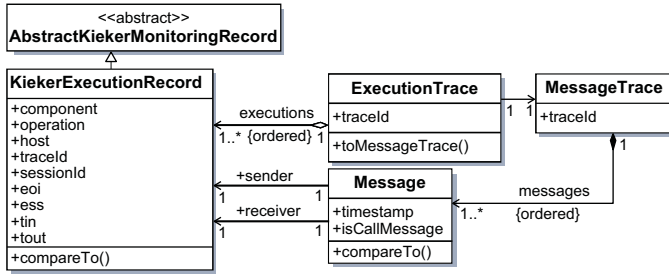 <<abstract>>
AbstractKiekerMonitoringRecord
KiekerExecutionRecord
+component
+operation
+host
+traceId
+sessionId
+eoi
+ess
+tin
+tout
+compareTo()
executions
1..* {ordered} 1
ExecutionTrace
+traceId
+toMessageTrace()
1 1
MessageTrace
+traceId
1
+sender
1 1
+receiver
1 1
Message
+timestamp
+isCallMessage
+compareTo()
messages
1..* {ordered}